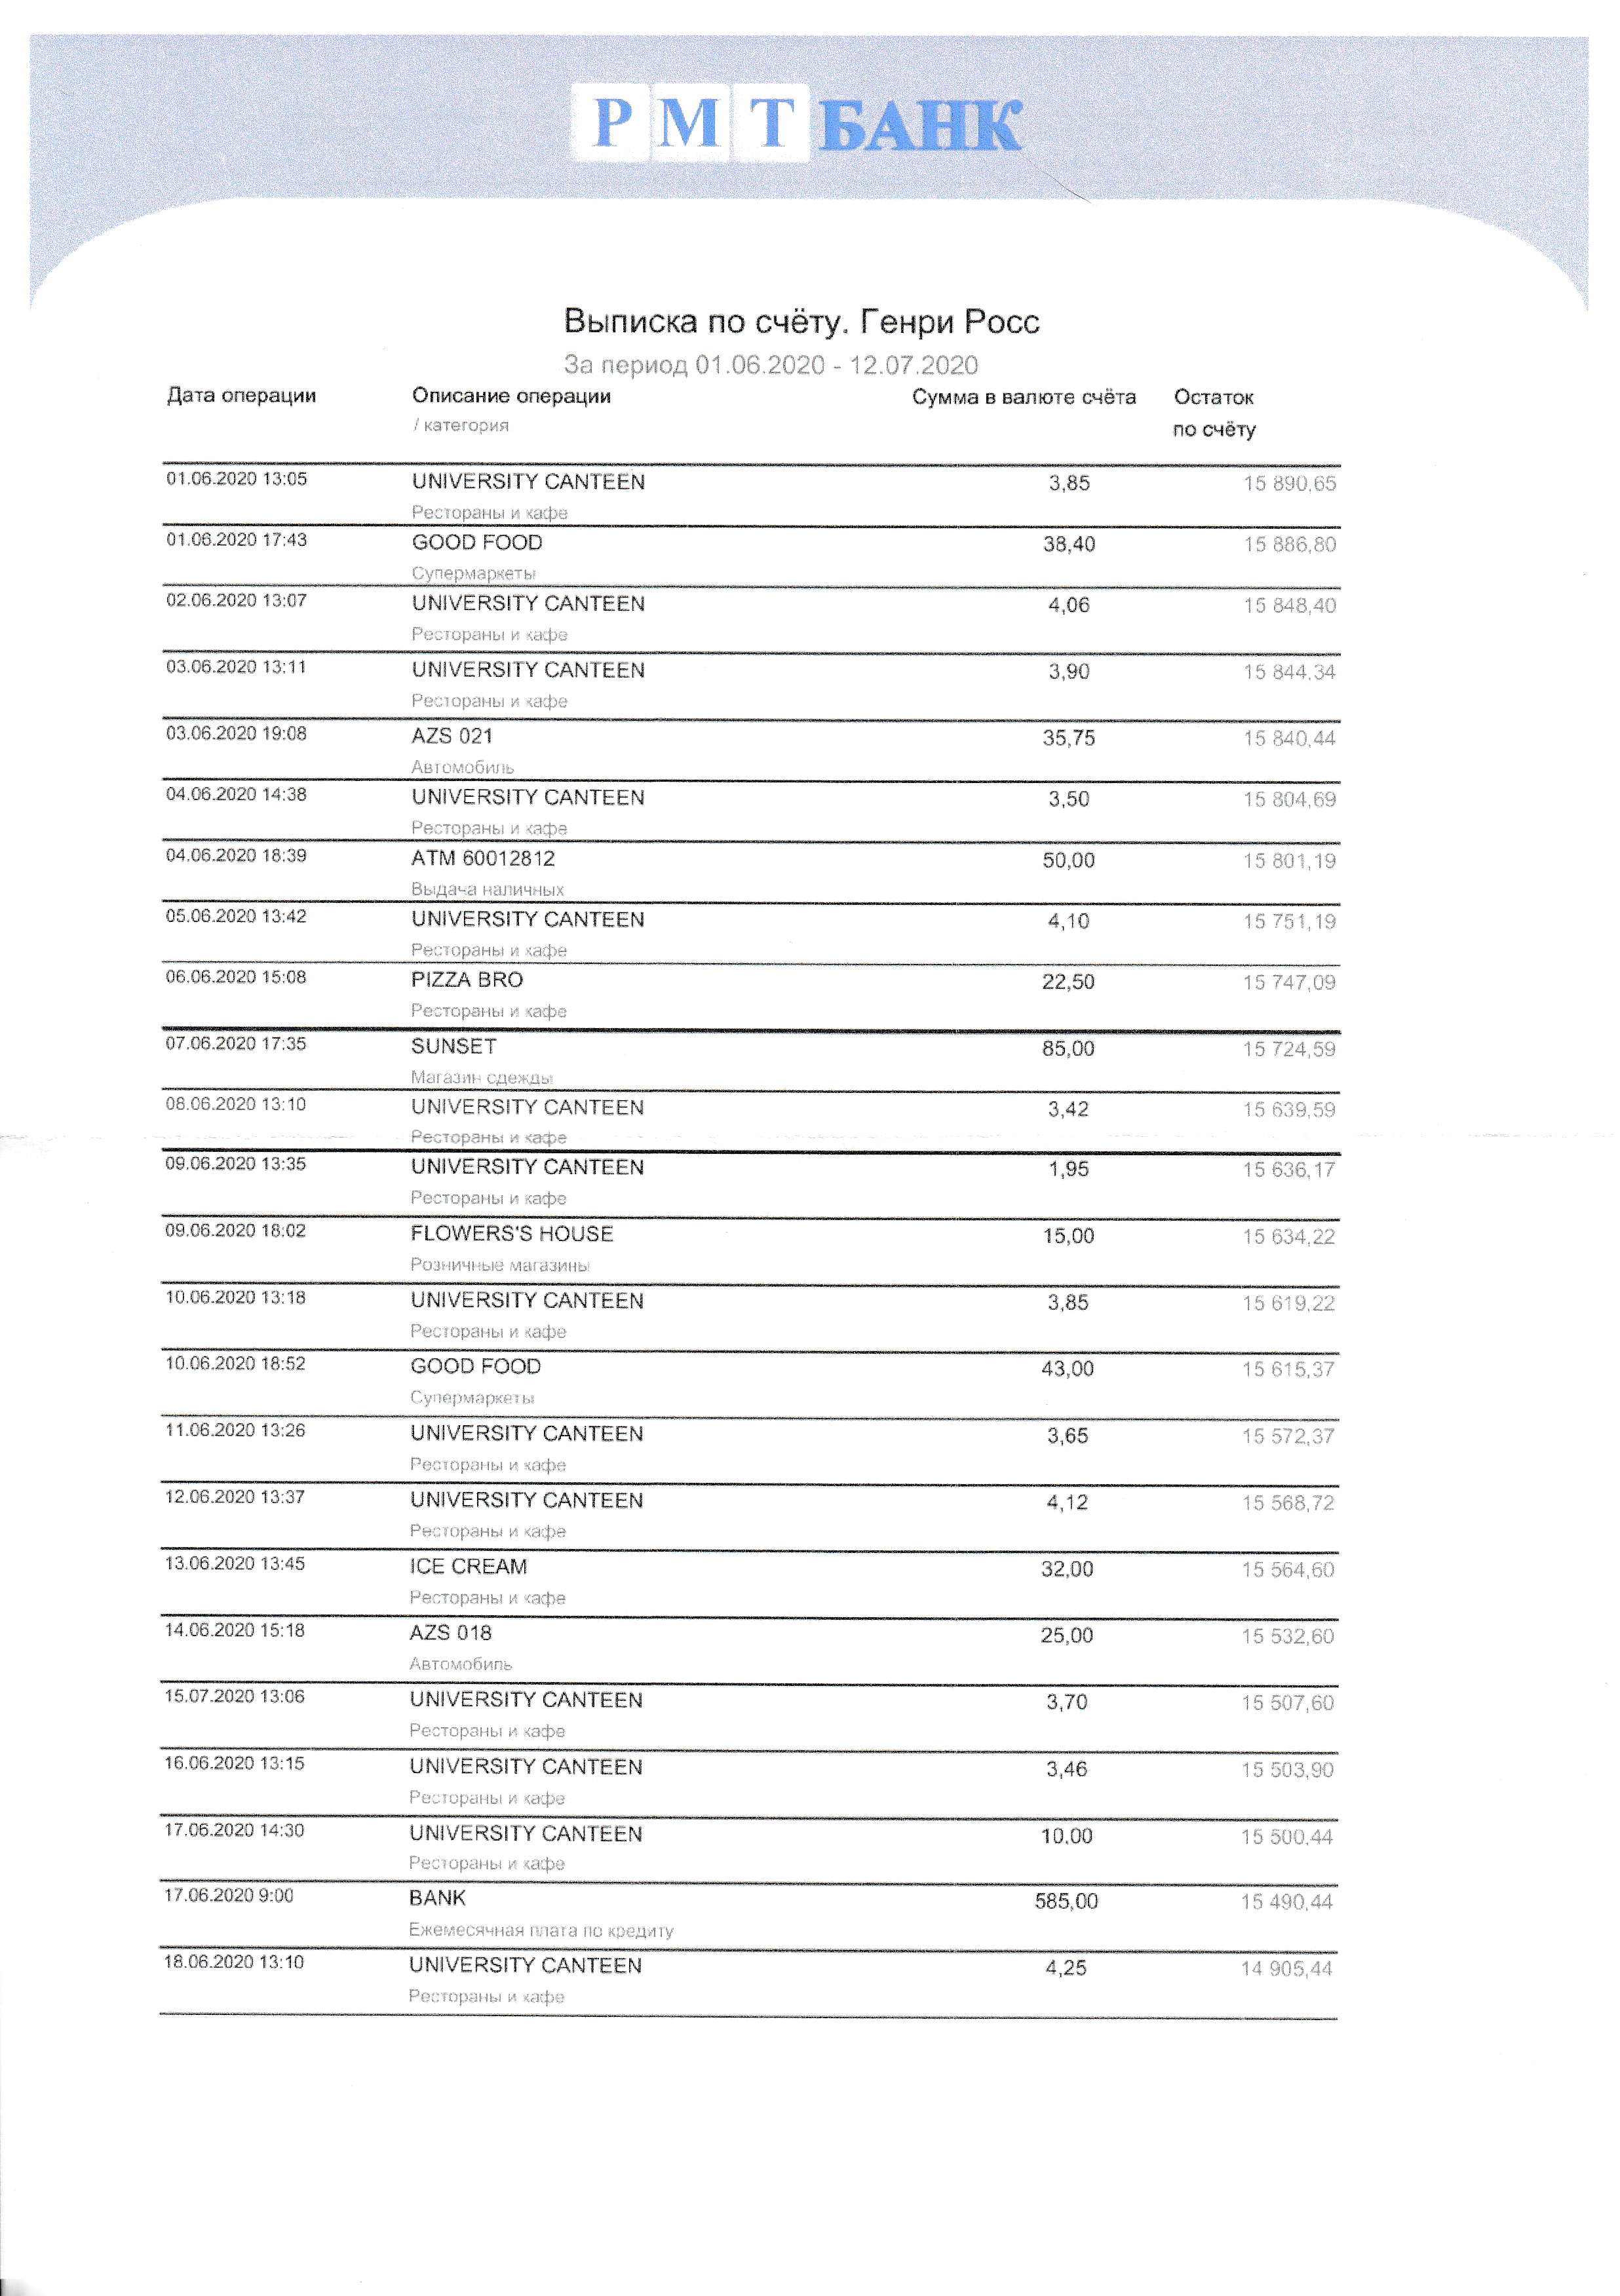 РМТ БАНК
Выписка по счёту. Генри Росс
За период 01.06.2020 - 12.07.2020
Дата операции Описание операции Сумма в валюте счёта Остаток
/ категория по счёту
01.06.2020 13:05 UNIVERSITY CANTEEN 3,85 15 890,65
Рестораны и кафе
01.06.2020 17:43 GOOD FOOD 38,40 15 886,80
Супермаркеты
02.06.2020 13:07 UNIVERSITY CANTEEN 4,06 15 848,40
Рестораны и кафе
03.06.2020 13:11 UNIVERSITY CANTEEN 3,90 15 844,34
Рестораны и кафе
03.06.2020 19:08 AZS 021 35,75 15 840,44
Автомобиль
04.06.2020 14:38 UNIVERSITY CANTEEN 3,50 15 804,69
Рестораны и кафе
04.06.2020 18:39 ATM 60012812 50,00 15 801,19
Выдача наличных
05.06.2020 13:42 UNIVERSITY CANTEEN 4,10 15 751,19
Рестораны и кафе
06.06.2020 15:08 PIZZA BRO 22,50 15 747,09
Рестораны и кафе
07.06.2020 17:35 SUNSET 85,00 15 724,59
Магазин одежды
08.06.2020 13:10 UNIVERSITY CANTEEN 3,42 15 639,59
Рестораны и кафе
09.06.2020 13:35 UNIVERSITY CANTEEN 1,95 15 636,17
Рестораны и кафе
09.06.2020 18:02 FLOWERS'S HOUSE 15,00 15 634,22
Розничные магазины
10.06.2020 13:18 UNIVERSITY CANTEEN 3,85 15 619,22
Рестораны и кафе
10.06.2020 18:52 GOOD FOOD 43,00 15 615,37
Супермаркеты
11.06.2020 13:26 UNIVERSITY CANTEEN 3,65 15 572,37
Рестораны и кафе
12.06.2020 13:37 UNIVERSITY CANTEEN 4,12 15 568,72
Рестораны и кафе
13.06.2020 13:45 ICE CREAM 32,00 15 564,60
Рестораны и кафе
14.06.2020 15:18 AZS 018 25,00 15 532,60
Автомобиль
15.07.2020 13:06 UNIVERSITY CANTEEN 3,70 15 507,60
Рестораны и кафе
16.06.2020 13:15 UNIVERSITY CANTEEN 3,46 15 503,90
Рестораны и кафе
17.06.2020 14:30 UNIVERSITY CANTEEN 10,00 15 500,44
Рестораны и кафе
17.06.2020 9:00 BANK 585,00 15 490,44
Ежемесячная плата по кредиту
18.06.2020 13:10 UNIVERSITY CANTEEN 4,25 14 905,44
Рестораны и кафе